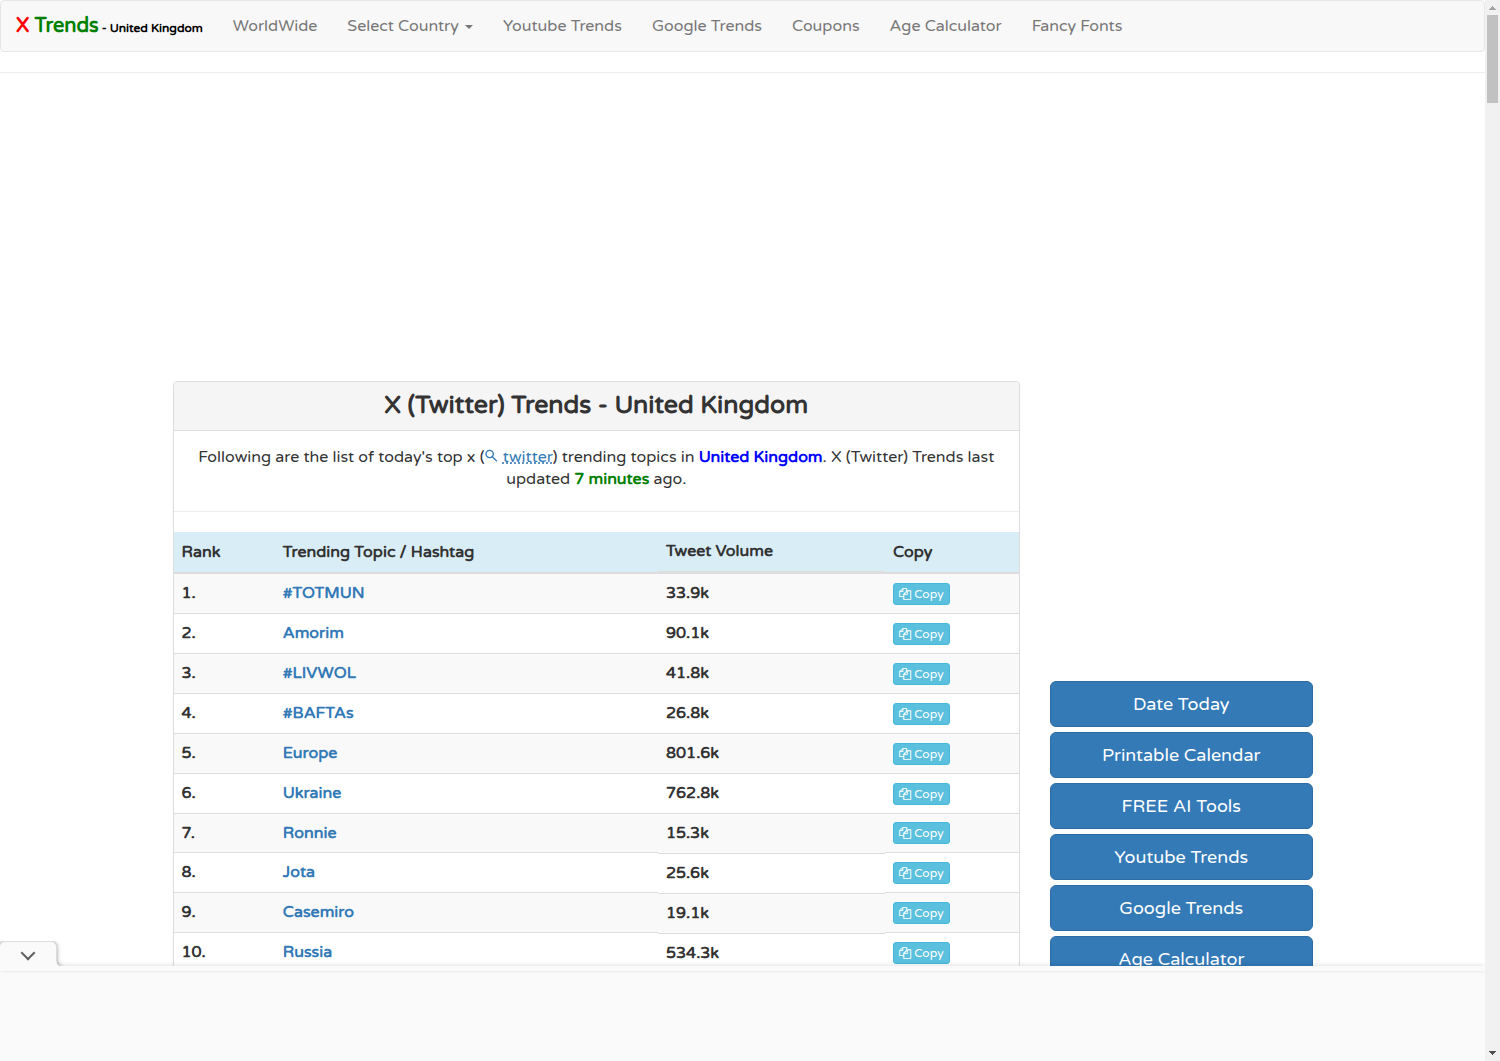 X Trends - United Kingdom WorldWide Select Country Youtube Trends Google Trends Coupons Age Calculator Fancy Fonts
X (Twitter) Trends - United Kingdom
Following are the list of today's top x (twitter) trending topics in United Kingdom. X (Twitter) Trends last
updated 7 minutes ago.
Rank Trending Topic / Hashtag Tweet Volume Copy
1. #TOTMUN 33.9k Copy
2. Amorim 90.1k Copy
3. #LIVWOL 41.8k Copy
4. #BAFTAs 26.8k Copy
5. Europe 801.6k Copy
6. Ukraine 762.8k Copy
7. Ronnie 15.3k Copy
8. Jota 25.6k Copy
9. Casemiro 19.1k Copy
10. Russia 534.3k Copy
Date Today
Printable Calendar
FREE AI Tools
Youtube Trends
Google Trends
Age Calculator